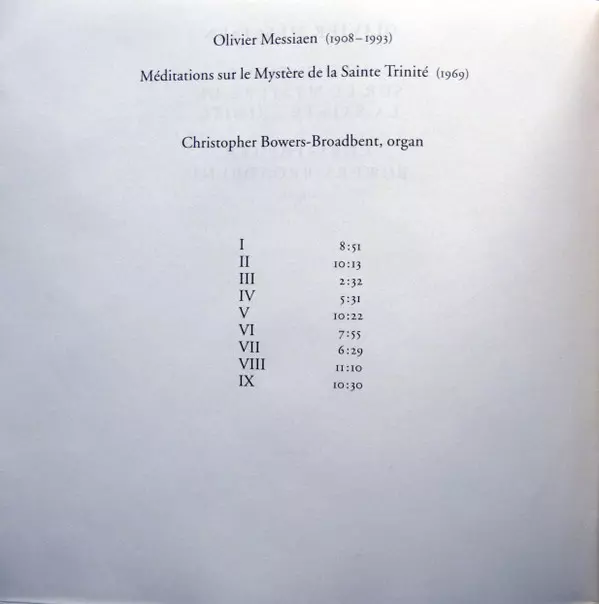 Olivier Messiaen (1908–1993)
Méditations sur le Mystère de la Sainte Trinité (1969)
Christopher Bowers-Broadbent, organ
I 8:51
II 10:13
III 2:32
IV 5:31
V 10:22
VI 7:55
VII 6:29
VIII 11:10
IX 10:30